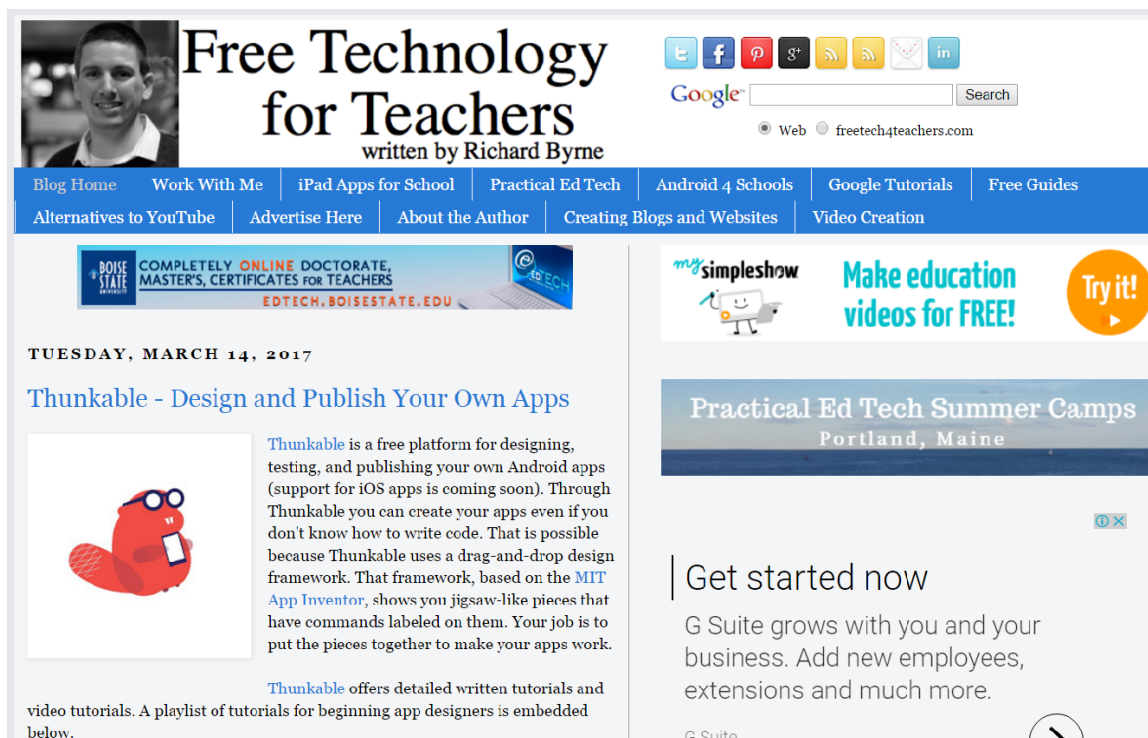 Free Technology
for Teachers
written by Richard Byrne
Google
Search
Web freetech4teachers.com
Blog Home Work With Me iPad Apps for School Practical Ed Tech Android 4 Schools Google Tutorials Free Guides
Alternatives to YouTube Advertise Here About the Author Creating Blogs and Websites Video Creation
BOISE
STATE
UNIVERSITY
COMPLETELY ONLINE DOCTORATE,
MASTER'S, CERTIFICATES FOR TEACHERS
EDTECH.BOISESTATE.EDU
e
EDTECH
my simpleshow
Make education
videos for FREE!
Try it!
TUESDAY, MARCH 14, 2017
Thunkable - Design and Publish Your Own Apps
Thunkable is a free platform for designing,
testing, and publishing your own Android apps
(support for iOS apps is coming soon). Through
Thunkable you can create your apps even if you
don't know how to write code. That is possible
because Thunkable uses a drag-and-drop design
framework. That framework, based on the MIT
App Inventor, shows you jigsaw-like pieces that
have commands labeled on them. Your job is to
put the pieces together to make your apps work.
Thunkable offers detailed written tutorials and
video tutorials. A playlist of tutorials for beginning app designers is embedded
below.
Practical Ed Tech Summer Camps
Portland, Maine
Get started now
G Suite grows with you and your
business. Add new employees,
extensions and much more.
G Suite